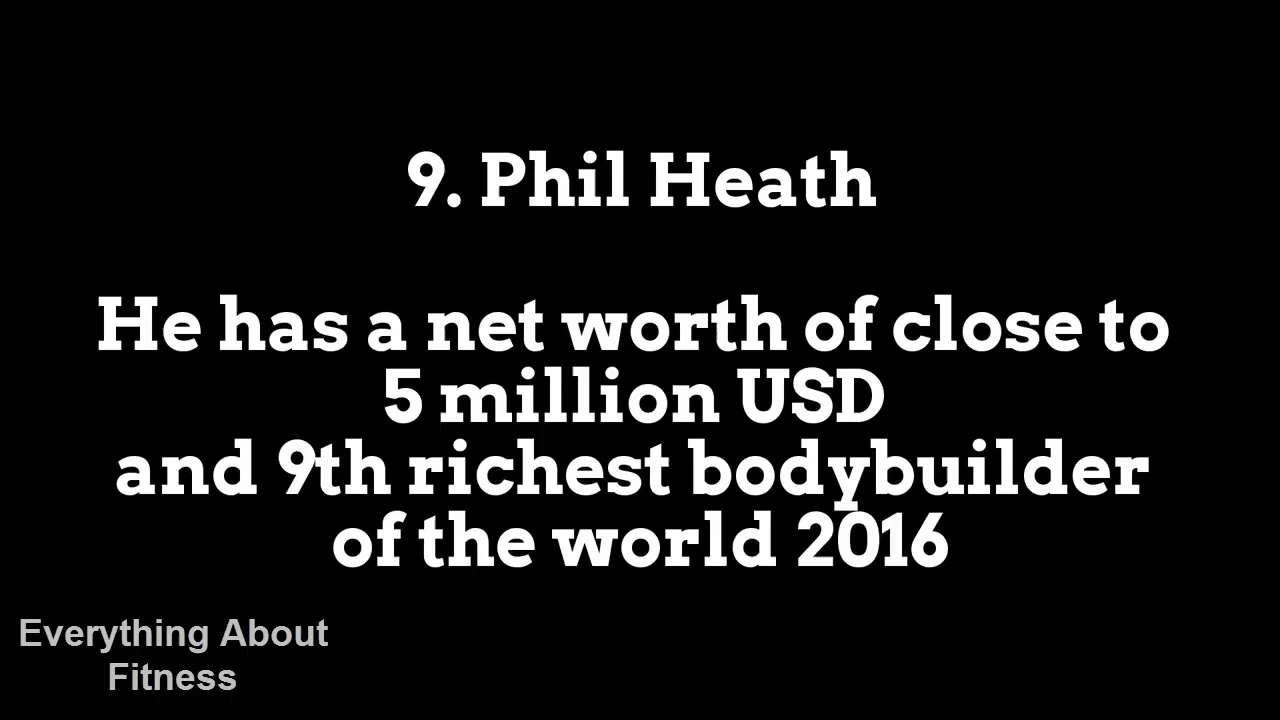 9. Phil Heath
He has a net worth of close to
5 million USD
and 9th richest bodybuilder
of the world 2016
Everything About
Fitness